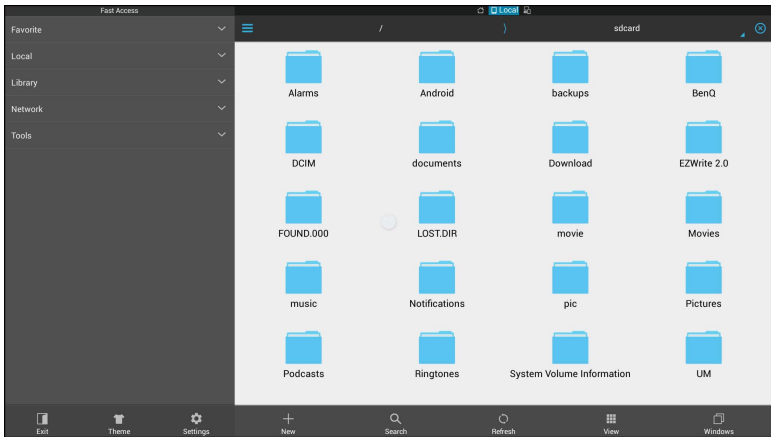 Fast Access
Local
Favorite
/
sdcard
Local
Library
Network
Tools
Alarms
Android
backups
BenQ
DCIM
documents
Download
EZWrite 2.0
FOUND.000
LOST.DIR
movie
Movies
music
Notifications
pic
Pictures
Podcasts
Ringtones
System Volume Information
UM
Exit
Theme
Settings
New
Search
Refresh
View
Windows